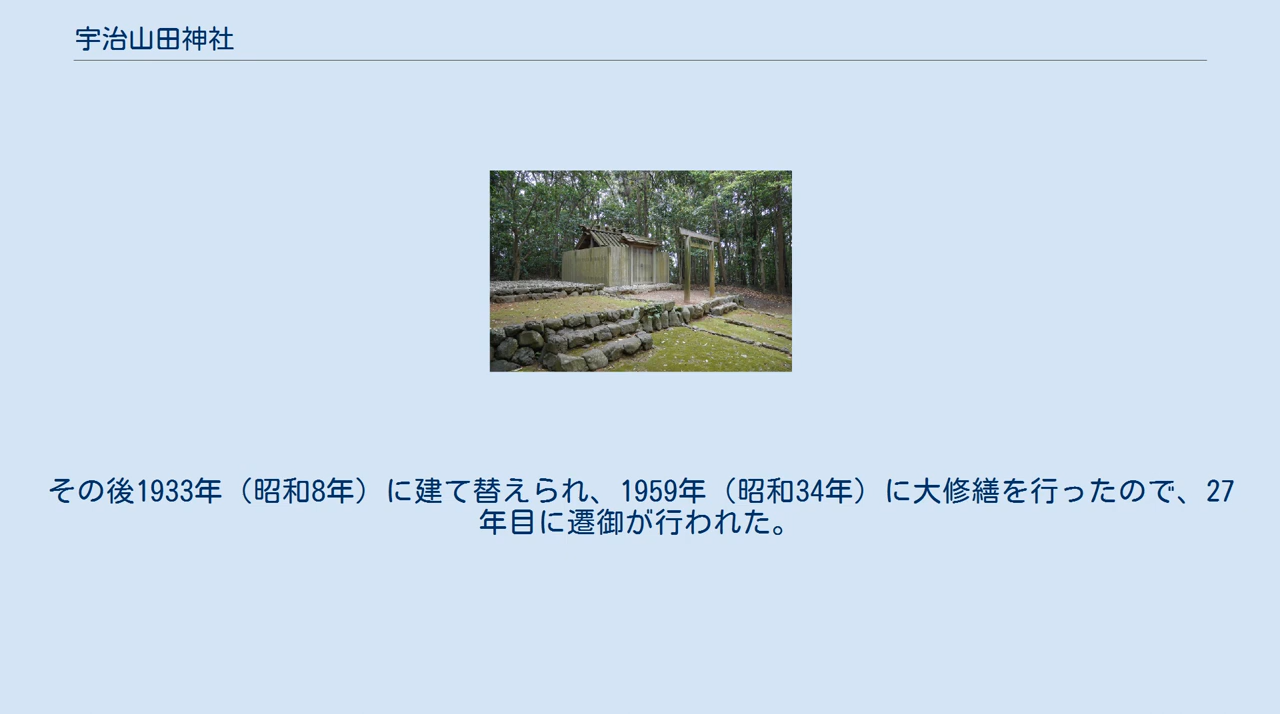 宇治山田神社
その後1933年（昭和8年）に建て替えられ、1959年（昭和34年）に大修繕を行ったので、27
年目に遷御が行われた。